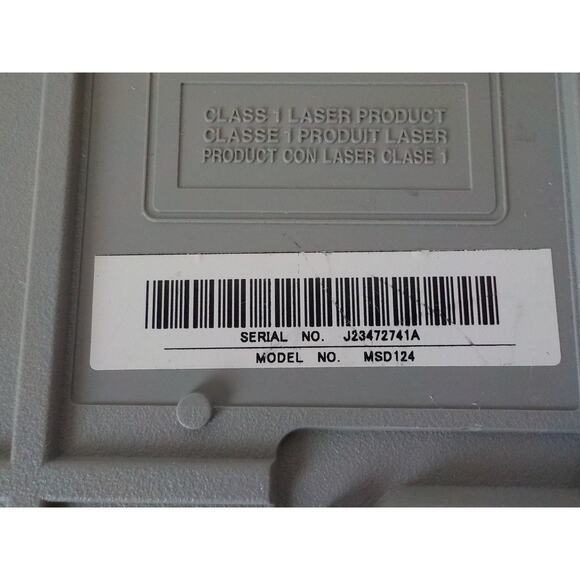 CLASS 1 LASER PRODUCT
CLASSE 1 PRODUIT LASER
PRODUCT CON LASER CLASE 1
SERIAL NO. J23472741A
MODEL NO. MSD124